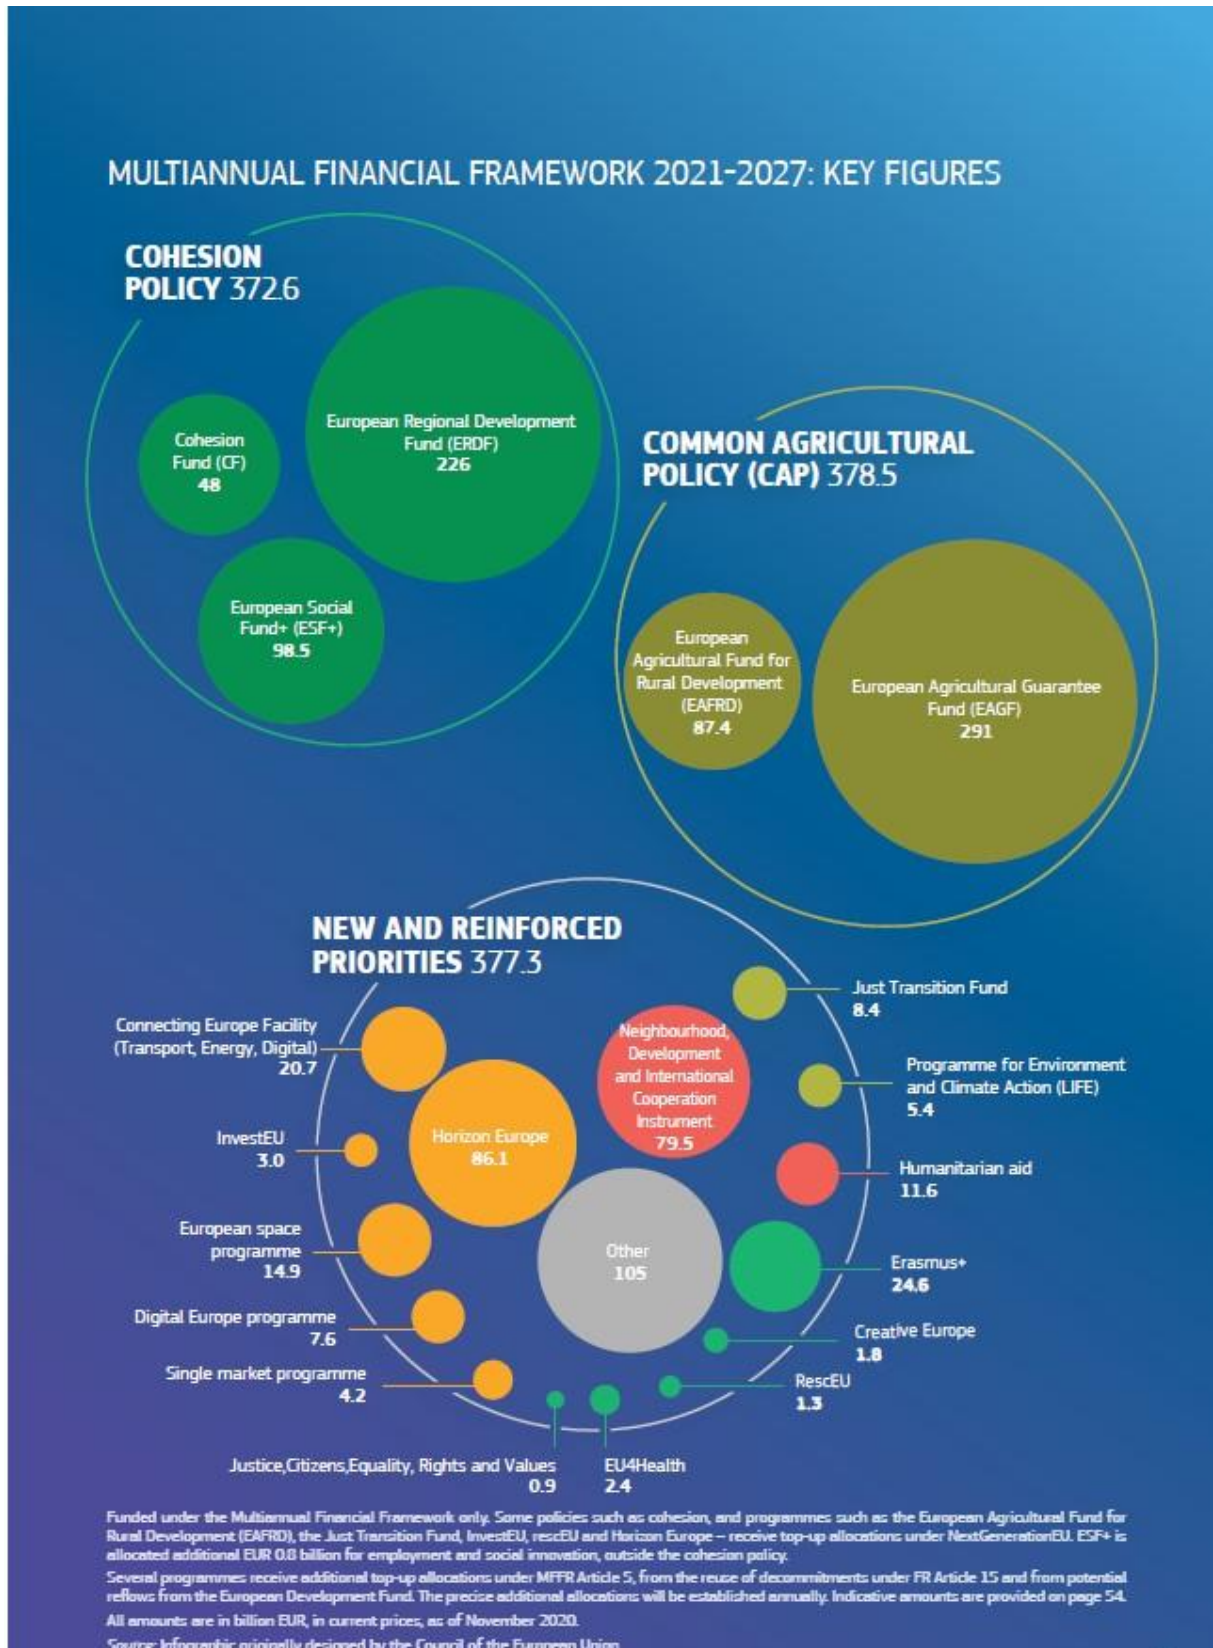 MULTIANNUAL FINANCIAL FRAMEWORK 2021-2027: KEY FIGURES
COHESION
POLICY 372.6
Cohesion
Fund (CF)
48
European Regional Development
Fund (ERDF)
226
European Social
Fund+ (ESF+)
98.5
COMMON AGRICULTURAL
POLICY (CAP) 378.5
European
Agricultural Fund for
Rural Development
(EAFRD)
87.4
European Agricultural Guarantee
Fund (EAGF)
291
NEW AND REINFORCED
PRIORITIES 377.3
Connecting Europe Facility
(Transport, Energy, Digital)
20.7
InvestEU
3.0
European space
programme
14.9
Digital Europe programme
7.6
Single market programme
4.2
Horizon Europe
86.1
Neighbourhood,
Development
and International
Cooperation
Instrument
79.5
Other
105
Just Transition Fund
8.4
Programme for Environment
and Climate Action (LIFE)
5.4
Humanitarian aid
11.6
Erasmus+
24.6
Creative Europe
1.8
RescEU
1.3
Justice,Citizens,Equality, Rights and Values
0.9
EU4Health
2.4
Funded under the Multiannual Financial Framework only. Some policies such as cohesion, and programmes such as the European Agricultural Fund for
Rural Development (EAFRD), the Just Transition Fund, InvestEU, rescEU and Horizon Europe – receive top-up allocations under NextGenerationEU. ESF+ is
allocated additional EUR 0.8 billion for employment and social innovation, outside the cohesion policy.
Several programmes receive additional top-up allocations under MFFR Article 5, from the reuse of decommitments under FR Article 15 and from potential
reflows from the European Development Fund. The precise additional allocations will be established annually. Indicative amounts are provided on page 54.
All amounts are in billion EUR, in current prices, as of November 2020.
Source: Infographic originally designed by the Council of the European Union.